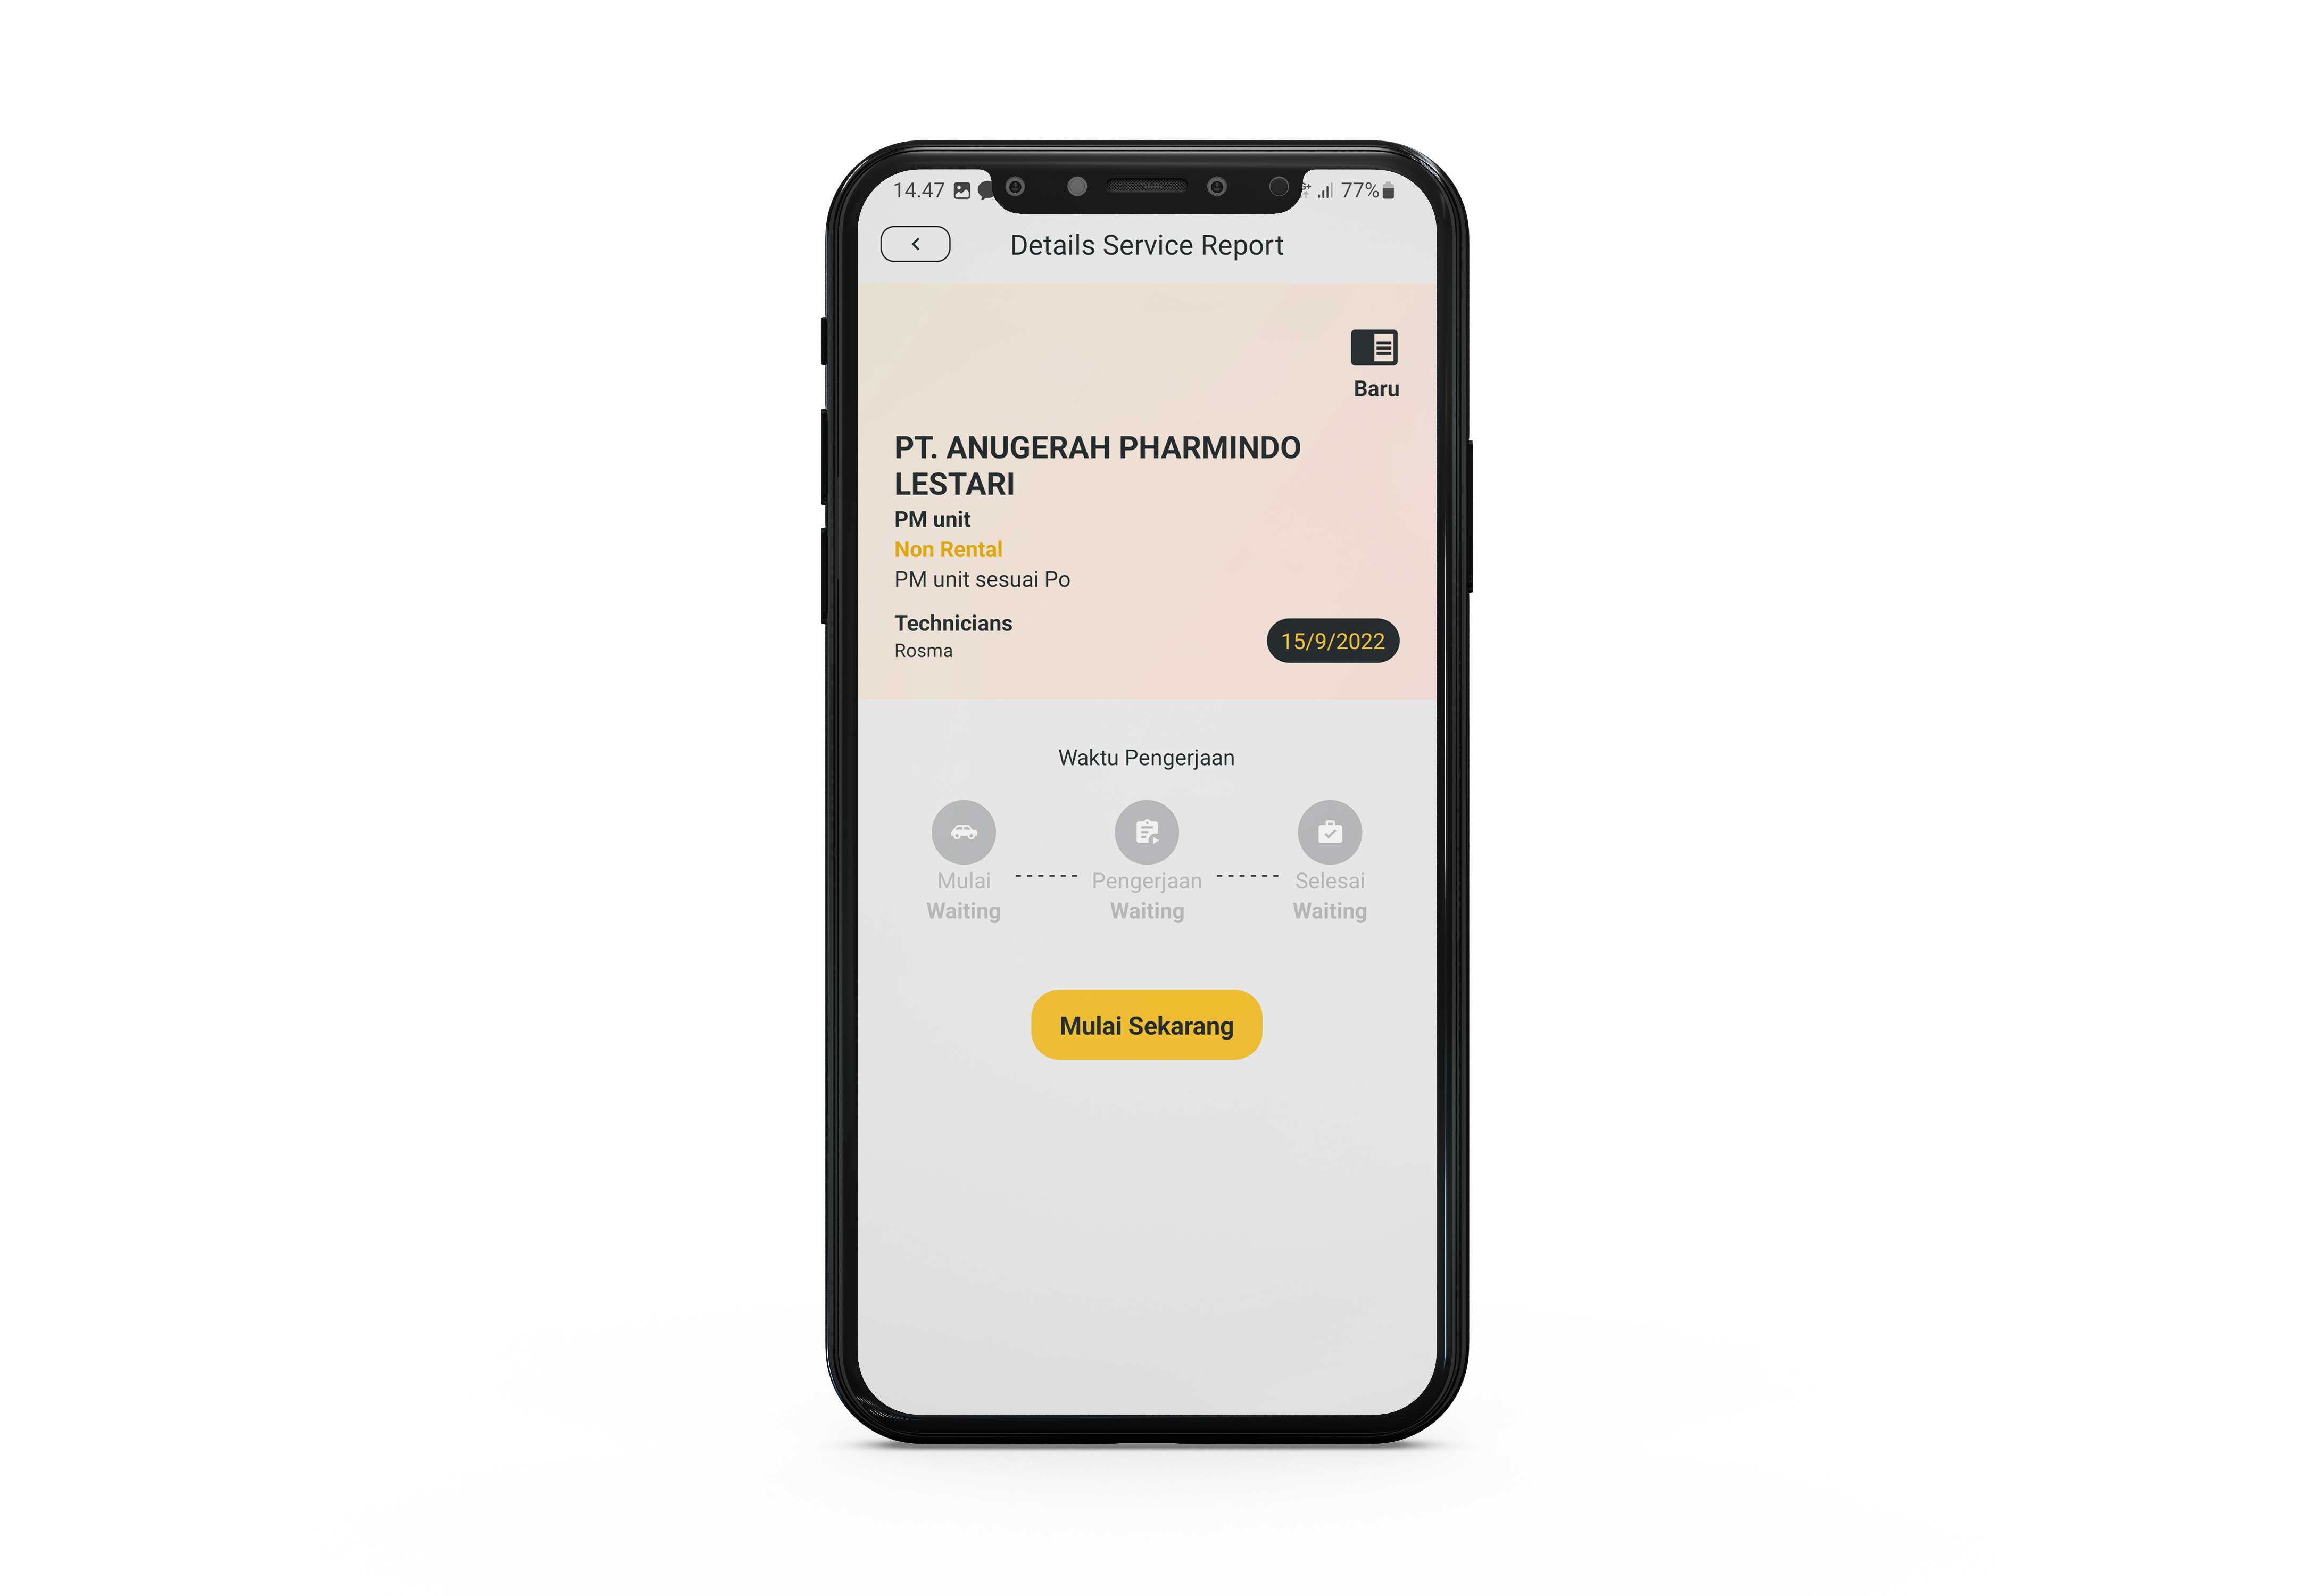 14.47 77%
Details Service Report
Baru
PT. ANUGERAH PHARMINDO
LESTARI
PM unit
Non Rental
PM unit sesuai Po
Technicians
Rosma
15/9/2022
Waktu Pengerjaan
Mulai Pengerjaan Selesai
Waiting Waiting Waiting
Mulai Sekarang